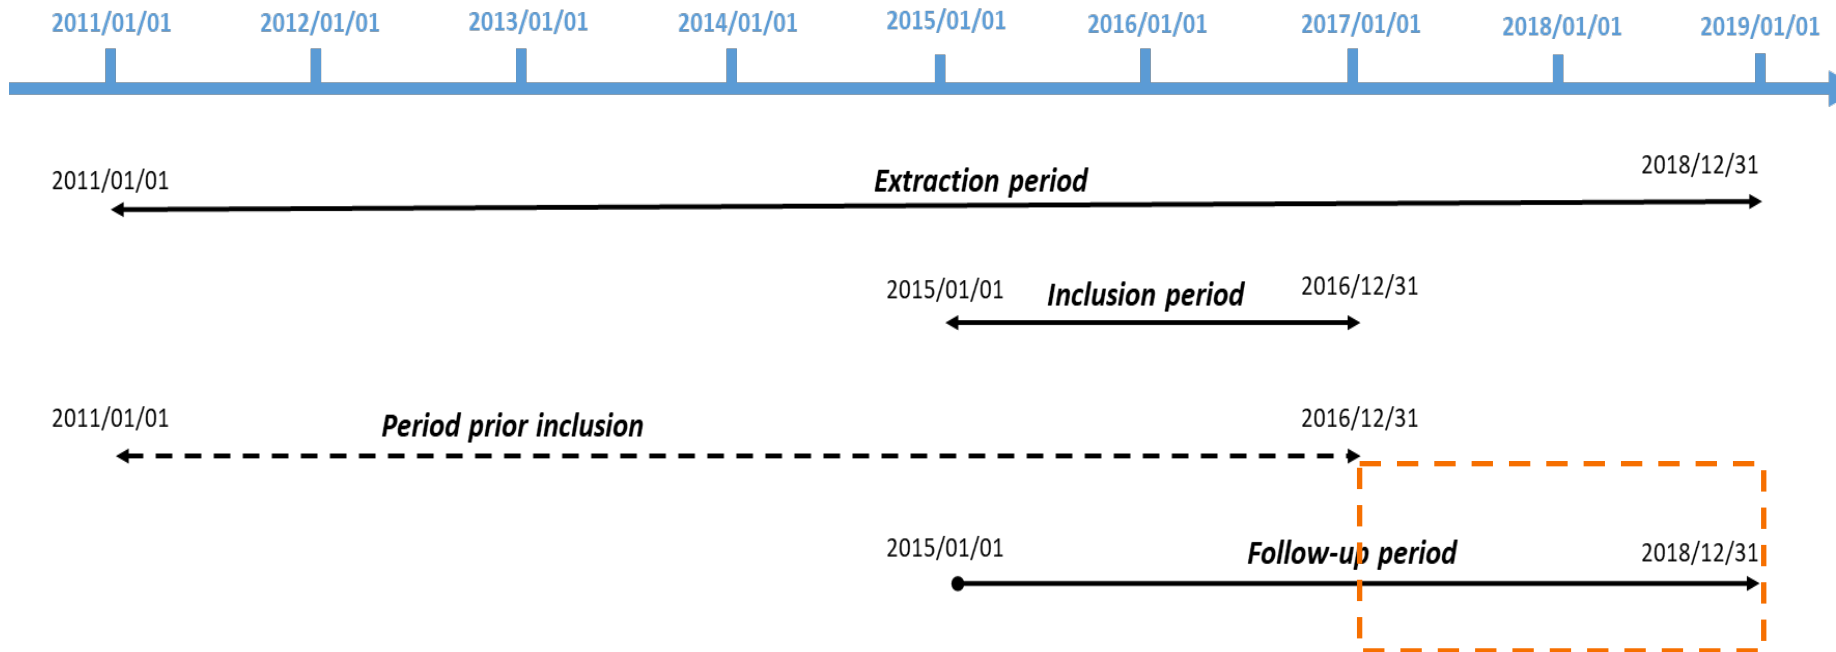 2011/01/01 2012/01/01 2013/01/01 2014/01/01 2015/01/01 2016/01/01 2017/01/01 2018/01/01 2019/01/01
2011/01/01 Extraction period 2018/12/31
2015/01/01 Inclusion period 2016/12/31
2011/01/01 Period prior inclusion 2016/12/31
2015/01/01 Follow-up period 2018/12/31